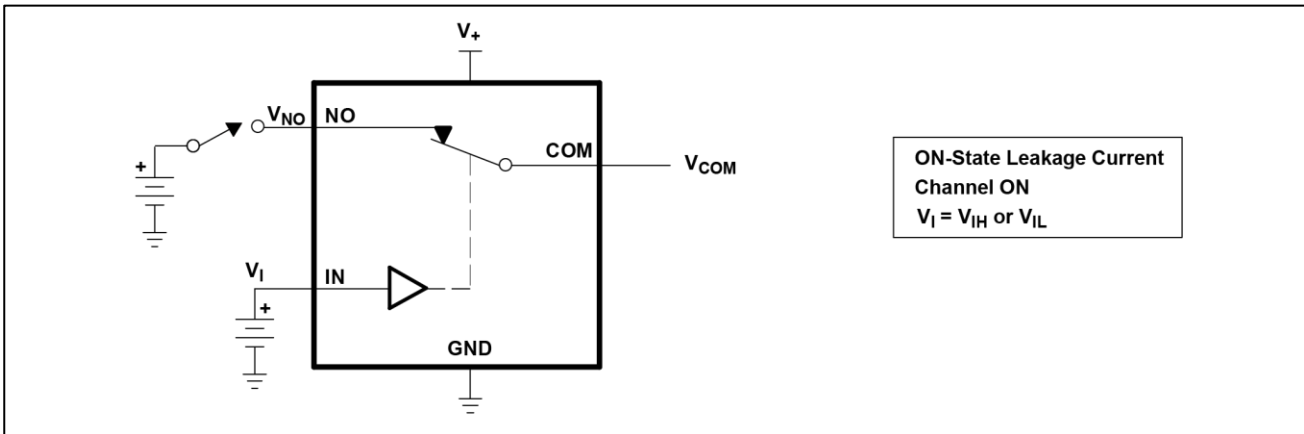 V+
VNO NO
COM
VCOM
+
VI IN
+
GND
ON-State Leakage Current
Channel ON
VI = VIH or VIL